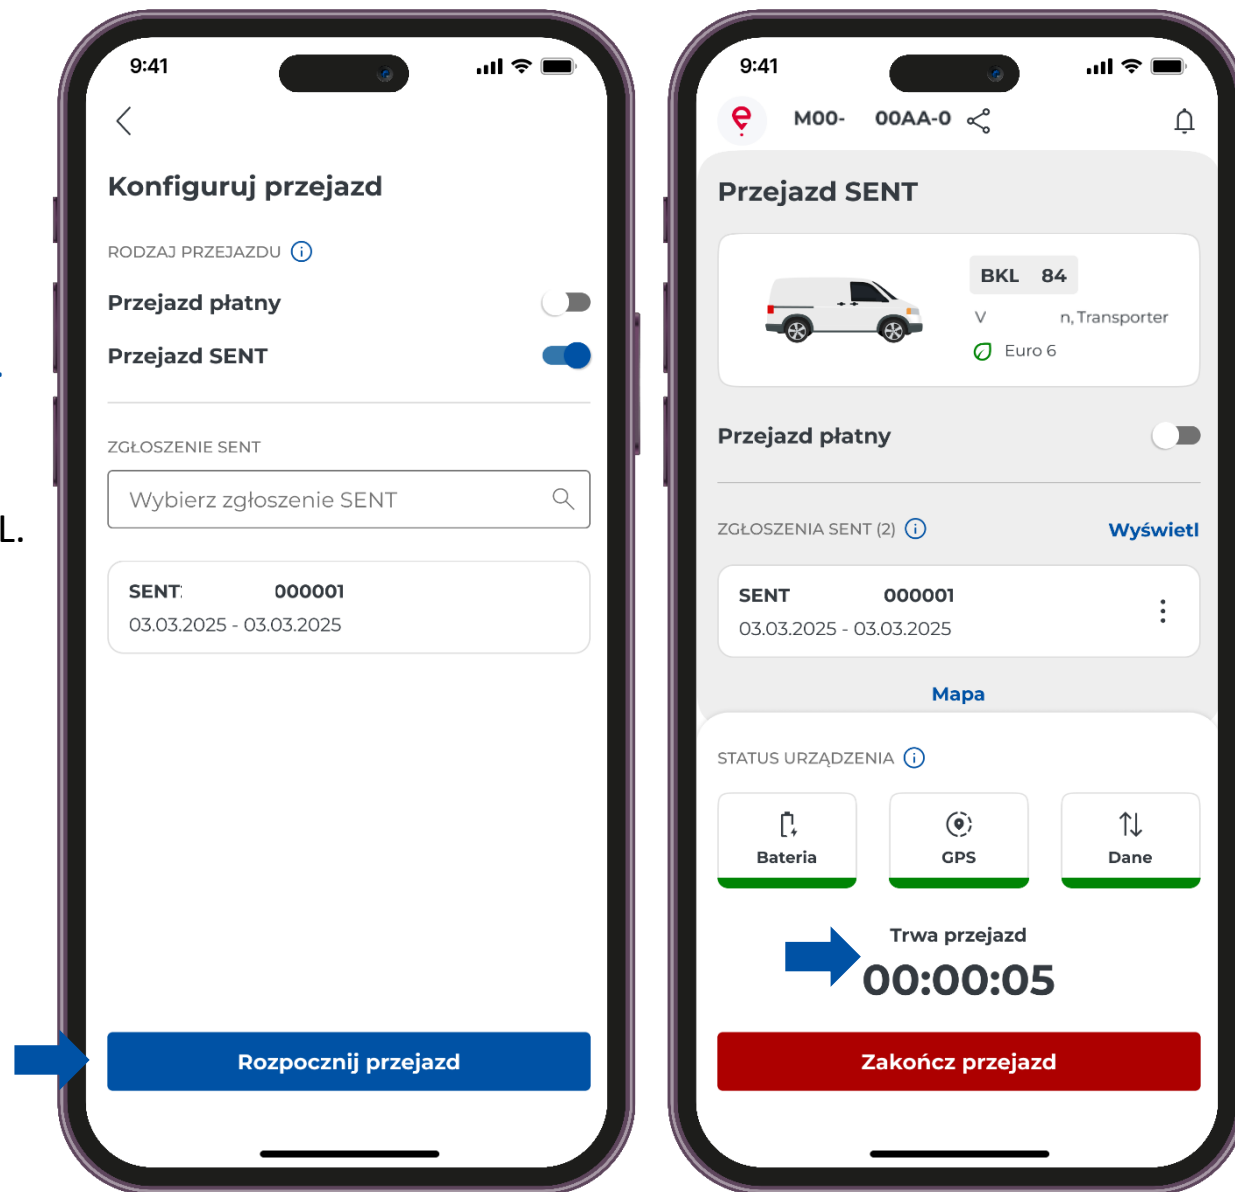 9:41
Konfiguruj przejazd
RODZAJ PRZEJAZDU
Przejazd płatny
Przejazd SENT
ZGŁOSZENIE SENT
Wybierz zgłoszenie SENT
SENT 000001
03.03.2025 - 03.03.2025
Rozpocznij przejazd
L.
9:41
M00- 00AA-0
Przejazd SENT
BKL 84
V n, Transporter
Euro 6
Przejazd płatny
ZGŁOSZENIA SENT (2) Wyświetl
SENT 000001
03.03.2025 - 03.03.2025
Mapa
STATUS URZĄDZENIA
Bateria GPS Dane
Trwa przejazd
00:00:05
Zakończ przejazd